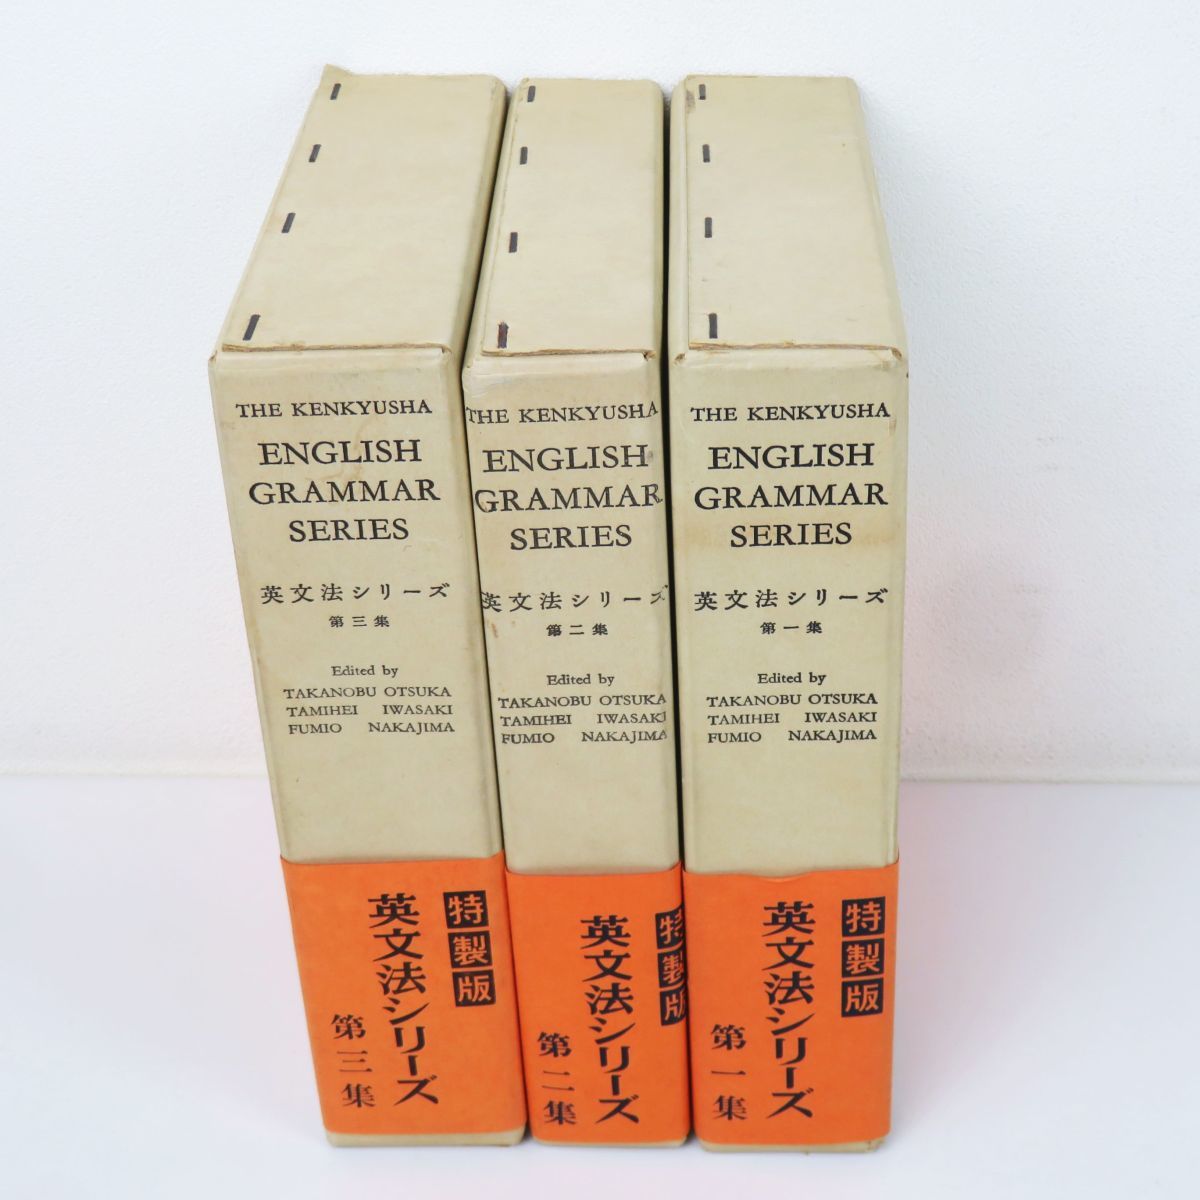 THE KENKYUSHA
ENGLISH
GRAMMAR
SERIES
英文法シリーズ
第三集
Edited by
TAKANOBU OTSUKA
TAMIHEI IWASAKI
FUMIO NAKAJIMA
特製版
英文法シリーズ
第三集
THE KENKYUSHA
ENGLISH
GRAMMAR
SERIES
英文法シリーズ
第二集
Edited by
TAKANOBU OTSUKA
TAMIHEI IWASAKI
FUMIO NAKAJIMA
特製版
英文法シリーズ
第二集
THE KENKYUSHA
ENGLISH
GRAMMAR
SERIES
英文法シリーズ
第一集
Edited by
TAKANOBU OTSUKA
TAMIHEI IWASAKI
FUMIO NAKAJIMA
特製版
英文法シリーズ
第一集